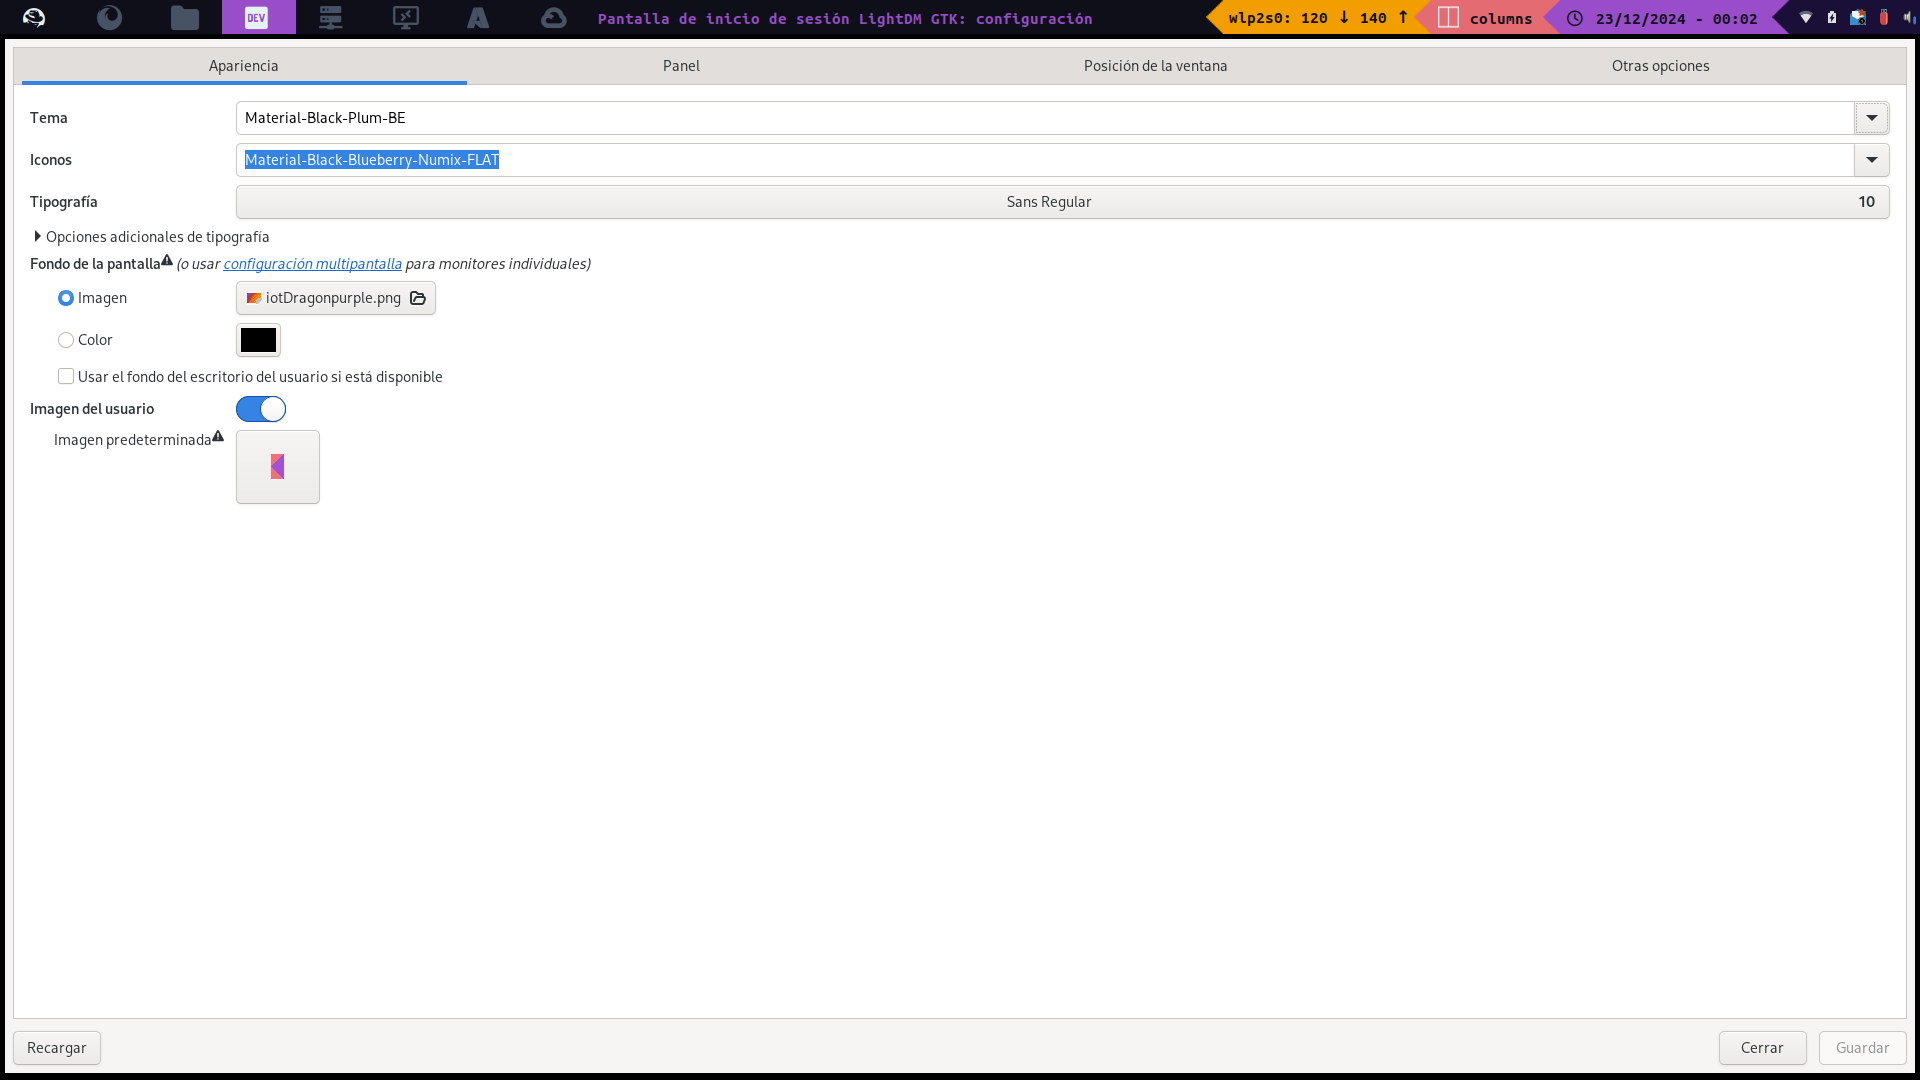 DEV
Pantalla de inicio de sesión LightDM GTK: configuración
wlp2s0: 120 ↓ 140 ↑
columns
23/12/2024 - 00:02
Apariencia
Panel
Posición de la ventana
Otras opciones
Tema
Material-Black-Plum-BE
Iconos
Material-Black-Blueberry-Numix-FLAT
Tipografía
Sans Regular
10
Opciones adicionales de tipografía
Fondo de la pantalla (o usar configuración multipantalla para monitores individuales)
Imagen
iotDragonpurple.png
Color
Usar el fondo del escritorio del usuario si está disponible
Imagen del usuario
Imagen predeterminada
Recargar
Cerrar
Guardar